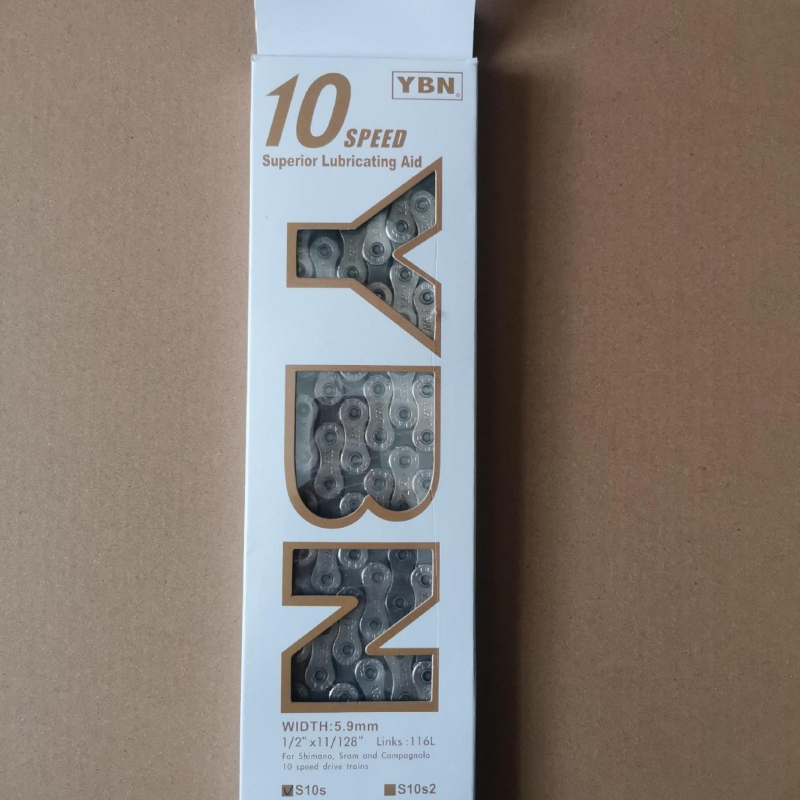 YBN
10 SPEED
Superior Lubricating Aid
YBN
WIDTH:5.9mm
1/2" x11/128" Links :116L
For Shimano, Sram and Campagnolo
10 speed drive trains
S10s S10s2